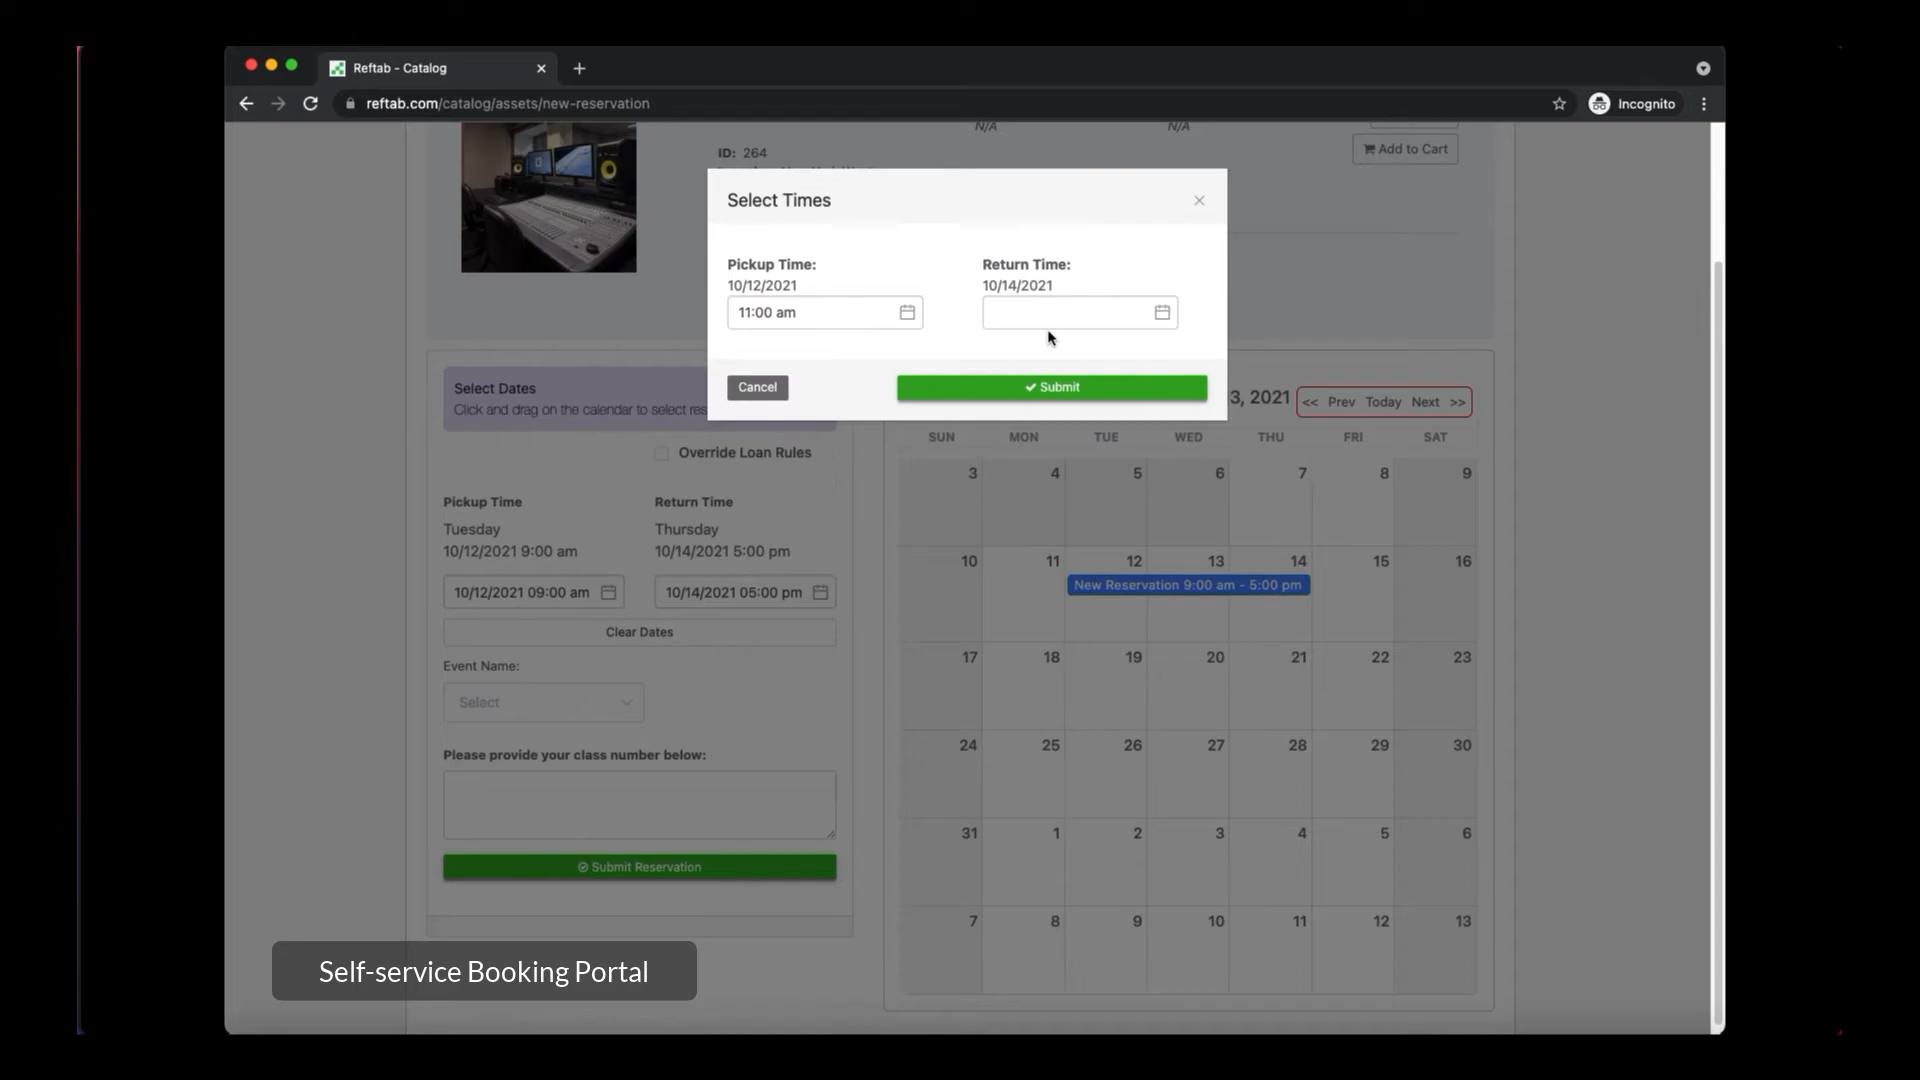 Reftab - Catalog
reftab.com/catalog/assets/new-reservation
Incognito
N/A N/A
ID: 264
Add to Cart
Select Times
Pickup Time: Return Time:
10/12/2021 10/14/2021
11:00 am
Cancel Submit
Select Dates
Click and drag on the calendar to select
3, 2021 << Prev Today Next >>
Override Loan Rules
Pickup Time Return Time
Tuesday Thursday
10/12/2021 9:00 am 10/14/2021 5:00 pm
10/12/2021 09:00 am 10/14/2021 05:00 pm
Clear Dates
Event Name:
Select
Please provide your class number below:
Submit Reservation
SUN MON TUE WED THU FRI SAT
3 4 5 6 7 8 9
10 11 12 13 14 15 16
New Reservation 9:00 am - 5:00 pm
17 18 19 20 21 22 23
24 25 26 27 28 29 30
31 1 2 3 4 5 6
7 8 9 10 11 12 13
Self-service Booking Portal